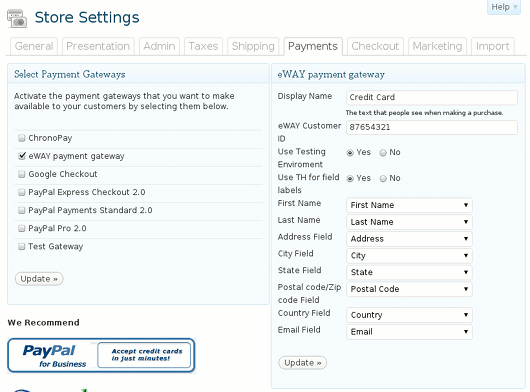 Help
Store Settings
General Presentation Admin Taxes Shipping Payments Checkout Marketing Import
Select Payment Gateways
Activate the payment gateways that you want to make
available to your customers by selecting them below.
ChronoPay
eWAY payment gateway
Google Checkout
PayPal Express Checkout 2.0
PayPal Payments Standard 2.0
PayPal Pro 2.0
Test Gateway
Update »
We Recommend
PayPal
for Business
Accept credit cards
in just minutes!
eWAY payment gateway
Display Name Credit Card
The text that people see when making a purchase.
eWAY Customer 87654321
ID
Use Testing Yes No
Enviroment
Use TH for field Yes No
labels
First Name First Name
Last Name Last Name
Address Field Address
City Field City
State Field State
Postal code/Zip Postal Code
code Field
Country Field Country
Email Field Email
Update »